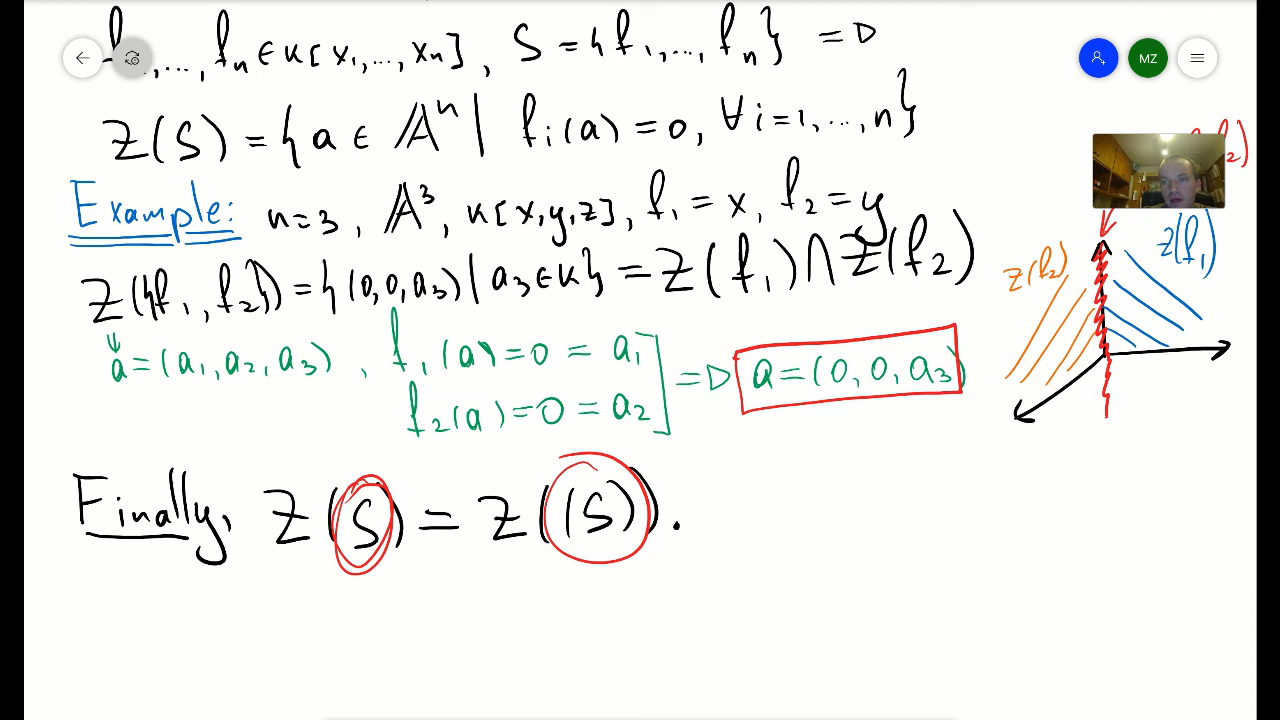 f₁,...,fₙ ∈ k[x₁,...,xₙ], S = {f₁,...,fₙ} ⇒
Z(S) = {a ∈ 𝔸ⁿ | fᵢ(a) = 0, ∀i=1,...,n}
Example: n=3, 𝔸³, k[x,y,z], f₁ = x, f₂ = y
Z({f₁, f₂}) = {(0,0,a₃) | a₃ ∈ k} = Z(f₁) ∩ Z(f₂)
a = (a₁, a₂, a₃), f₁(a) = 0 = a₁
f₂(a) = 0 = a₂
⇒ a = (0, 0, a₃)
Finally, Z(S) = Z((S)).
MZ
Z(f₂)
Z(f₁)